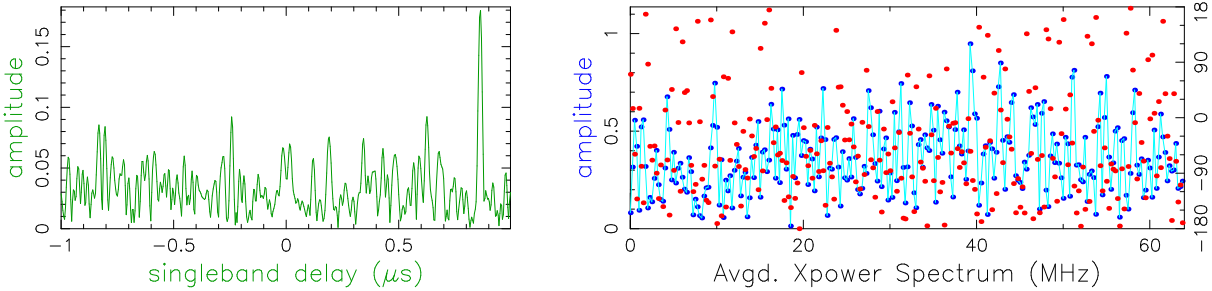 amplitude
0 0.05 0.1 0.15
-1 -0.5 0 0.5
singleband delay (μs)
amplitude
0 0.5 1
0 20 40 60
Avgd. Xpower Spectrum (MHz)
-180 -90 0 90 18